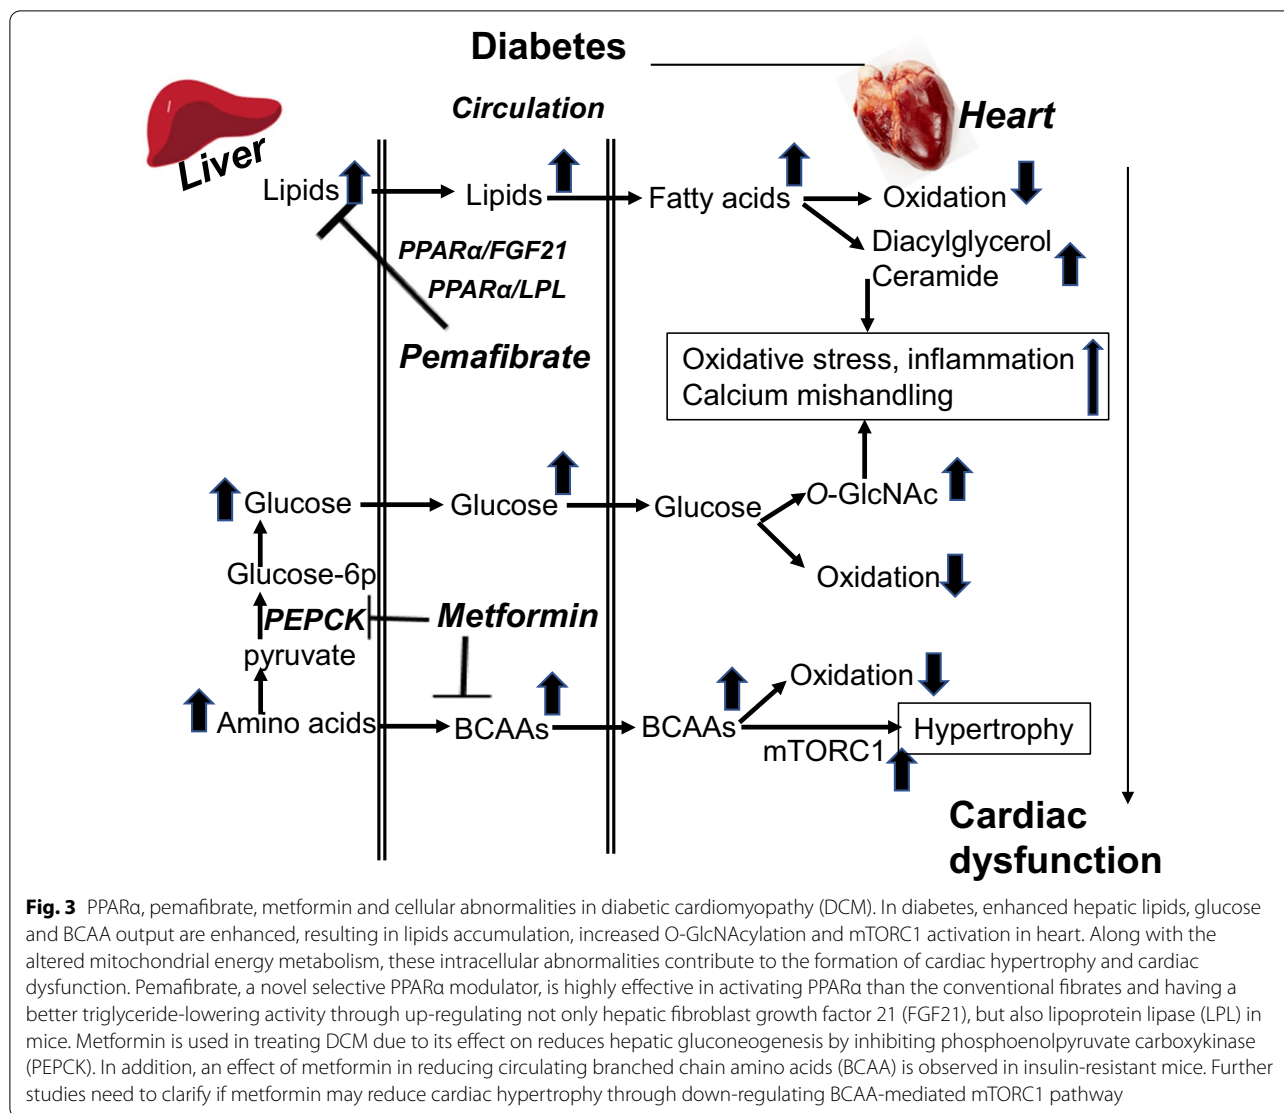 Diabetes
Circulation
Heart
Liver
Lipids
Lipids
Fatty acids
Oxidation
Diacylglycerol
Ceramide
PPARα/FGF21
PPARα/LPL
Pemafibrate
Oxidative stress, inflammation
Calcium mishandling
Glucose
Glucose
Glucose
O-GlcNAc
Oxidation
Glucose-6p
PEPCK
Metformin
pyruvate
Amino acids
BCAAs
BCAAs
Oxidation
mTORC1
Hypertrophy
Cardiac
dysfunction
Fig. 3 PPARα, pemafibrate, metformin and cellular abnormalities in diabetic cardiomyopathy (DCM). In diabetes, enhanced hepatic lipids, glucose
and BCAA output are enhanced, resulting in lipids accumulation, increased O-GlcNAcylation and mTORC1 activation in heart. Along with the
altered mitochondrial energy metabolism, these intracellular abnormalities contribute to the formation of cardiac hypertrophy and cardiac
dysfunction. Pemafibrate, a novel selective PPARα modulator, is highly effective in activating PPARα than the conventional fibrates and having a
better triglyceride-lowering activity through up-regulating not only hepatic fibroblast growth factor 21 (FGF21), but also lipoprotein lipase (LPL) in
mice. Metformin is used in treating DCM due to its effect on reduces hepatic gluconeogenesis by inhibiting phosphoenolpyruvate carboxykinase
(PEPCK). In addition, an effect of metformin in reducing circulating branched chain amino acids (BCAA) is observed in insulin-resistant mice. Further
studies need to clarify if metformin may reduce cardiac hypertrophy through down-regulating BCAA-mediated mTORC1 pathway